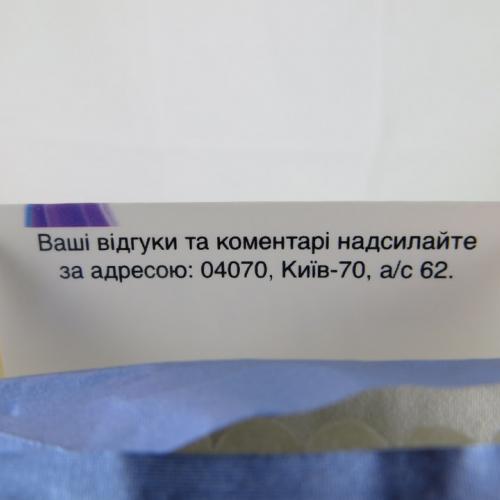 Ваші відгуки та коментарі надсилайте
за адресою: 04070, Київ-70, а/с 62.